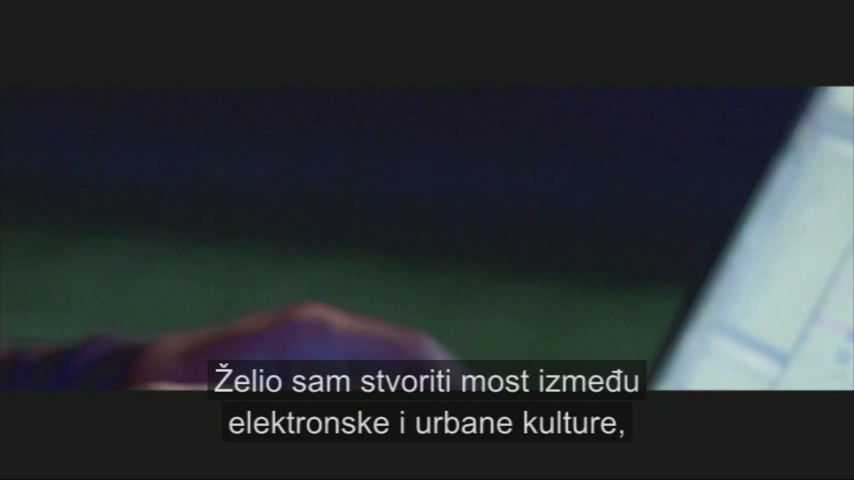 Želio sam stvoriti most između
elektronske i urbane kulture,